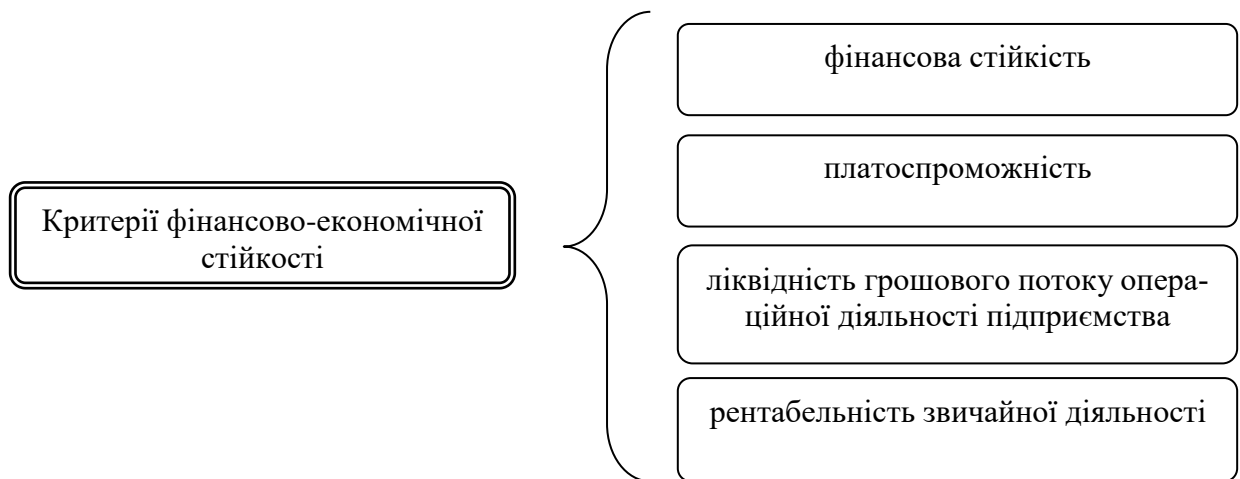 Критерії фінансово-економічної
стійкості
фінансова стійкість
платоспроможність
ліквідність грошового потоку опера-
ційної діяльності підприємства
рентабельність звичайної діяльності